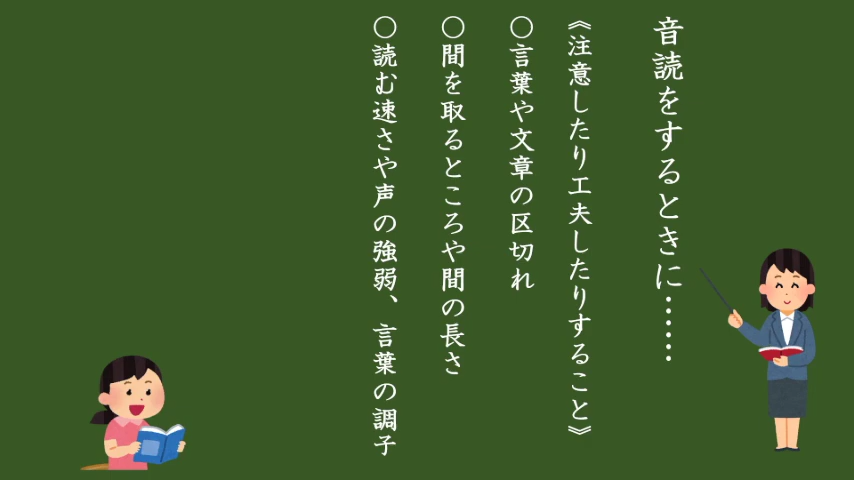 音読をするときに……
《注意したり工夫したりすること》
○言葉や文章の区切れ
○間を取るところや間の長さ
○読む速さや声の強弱、言葉の調子